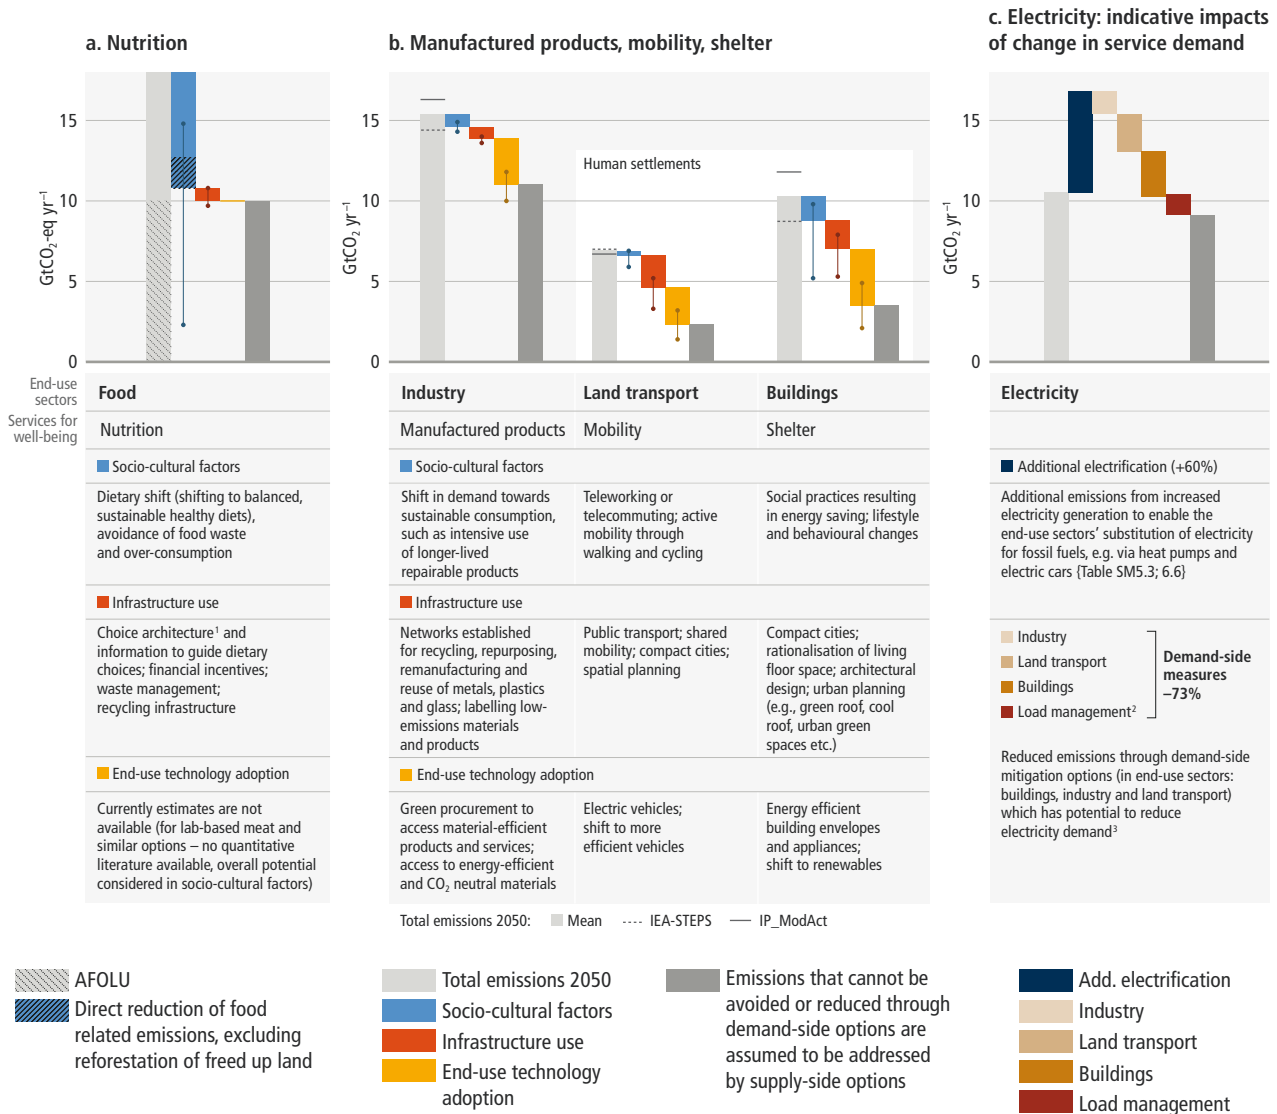 a. Nutrition
b. Manufactured products, mobility, shelter
c. Electricity: indicative impacts
of change in service demand
GtCO2-eq yr−1
15
10
5
0
GtCO2 yr−1
15
10
5
0
Human settlements
GtCO2 yr−1
15
10
5
0
End-use
sectors
Food
Industry
Land transport
Buildings
Electricity
Services for
well-being
Nutrition
Manufactured products
Mobility
Shelter
Socio-cultural factors
Dietary shift (shifting to balanced,
sustainable healthy diets),
avoidance of food waste
and over-consumption
Infrastructure use
Choice architecture1 and
information to guide dietary
choices; financial incentives;
waste management;
recycling infrastructure
End-use technology adoption
Currently estimates are not
available (for lab-based meat and
similar options – no quantitative
literature available, overall potential
considered in socio-cultural factors)
Socio-cultural factors
Shift in demand towards
sustainable consumption,
such as intensive use
of longer-lived
repairable products
Teleworking or
telecommuting; active
mobility through
walking and cycling
Social practices resulting
in energy saving; lifestyle
and behavioural changes
Infrastructure use
Networks established
for recycling, repurposing,
remanufacturing and
reuse of metals, plastics
and glass; labelling low-
emissions materials
and products
Public transport; shared
mobility; compact cities;
spatial planning
Compact cities;
rationalisation of living
floor space; architectural
design; urban planning
(e.g., green roof, cool
roof, urban green
spaces etc.)
End-use technology adoption
Green procurement to
access material-efficient
products and services;
access to energy-efficient
and CO2 neutral materials
Electric vehicles;
shift to more
efficient vehicles
Energy efficient
building envelopes
and appliances;
shift to renewables
Additional electrification (+60%)
Additional emissions from increased
electricity generation to enable the
end-use sectors’ substitution of electricity
for fossil fuels, e.g. via heat pumps and
electric cars {Table SM5.3; 6.6}
Industry
Land transport
Buildings
Load management2
Demand-side
measures
–73%
Reduced emissions through demand-side
mitigation options (in end-use sectors:
buildings, industry and land transport)
which has potential to reduce
electricity demand3
Total emissions 2050: Mean IEA-STEPS IP_ModAct
AFOLU
Direct reduction of food
related emissions, excluding
reforestation of freed up land
Total emissions 2050
Socio-cultural factors
Infrastructure use
End-use technology
adoption
Emissions that cannot be
avoided or reduced through
demand-side options are
assumed to be addressed
by supply-side options
Add. electrification
Industry
Land transport
Buildings
Load management